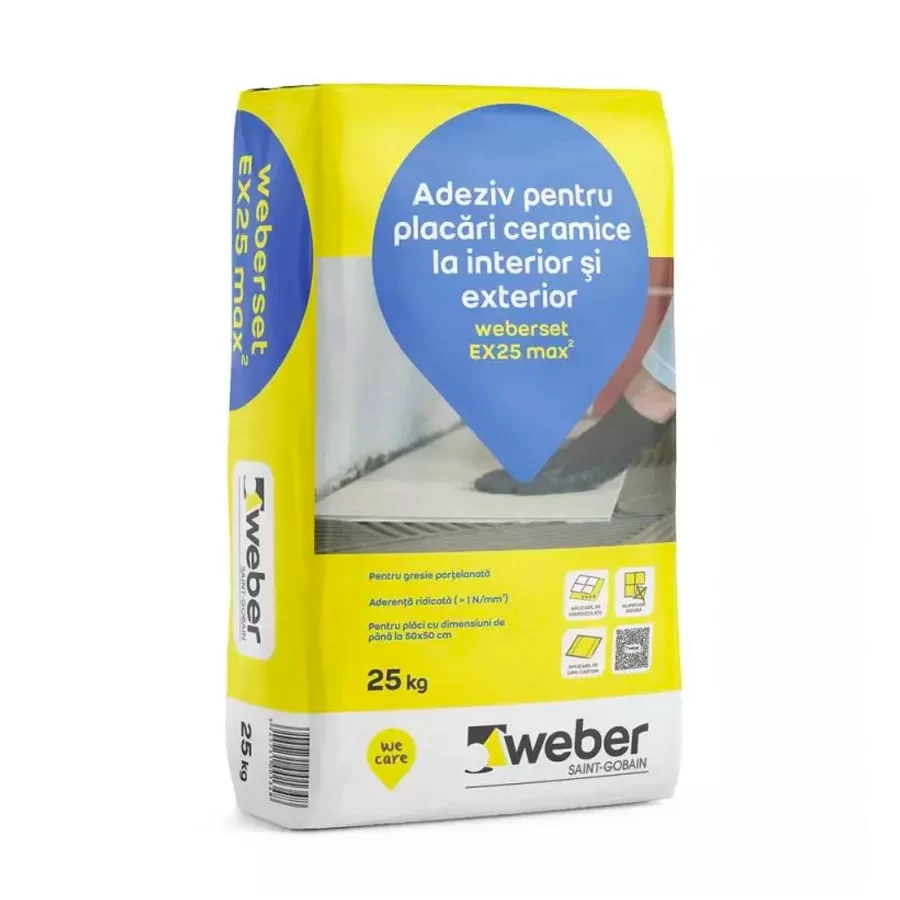 Adeziv pentru
placări ceramice
la interior şi
exterior
weberset
EX25 max²
weberset
EX25 max²
weber
SAINT-GOBAIN
Pentru gresie porţelanată
Aderenţă ridicată (>1 N/mm²)
Pentru plăci cu dimensiuni de
până la 50x50 cm
25 kg
we
care
weber
SAINT-GOBAIN
25 kg